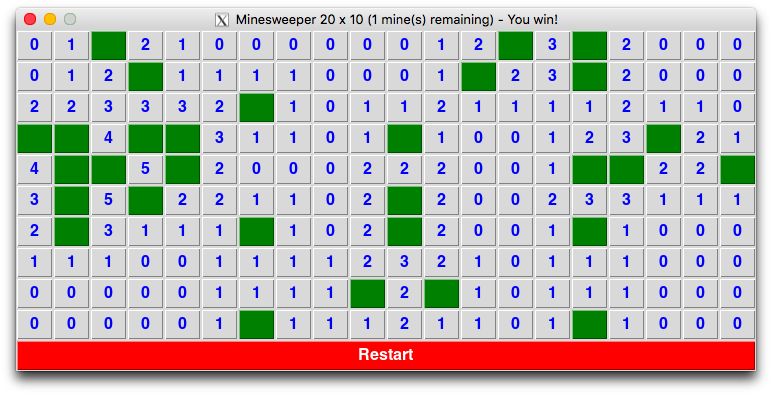 Minesweeper 20 x 10 (1 mine(s) remaining) - You win!
0 1 2 1 0 0 0 0 0 0 1 2 3 2 0 0 0
0 1 2 1 1 1 1 0 0 0 1 2 3 2 0 0 0
2 2 3 3 3 2 1 0 1 1 2 1 1 1 1 2 1 1 0
4 3 1 1 0 1 1 0 0 1 2 3 2 1
4 5 2 0 0 0 2 2 2 0 0 1 2 2
3 5 2 2 1 1 0 2 2 0 0 2 3 3 1 1 1
2 3 1 1 1 1 0 2 2 0 0 1 1 0 0 0
1 1 1 0 0 1 1 1 1 2 3 2 1 0 1 1 1 0 0 0
0 0 0 0 0 1 1 1 1 2 1 0 1 1 1 0 0 0
0 0 0 0 0 1 1 1 1 2 1 1 0 1 1 0 0 0
Restart